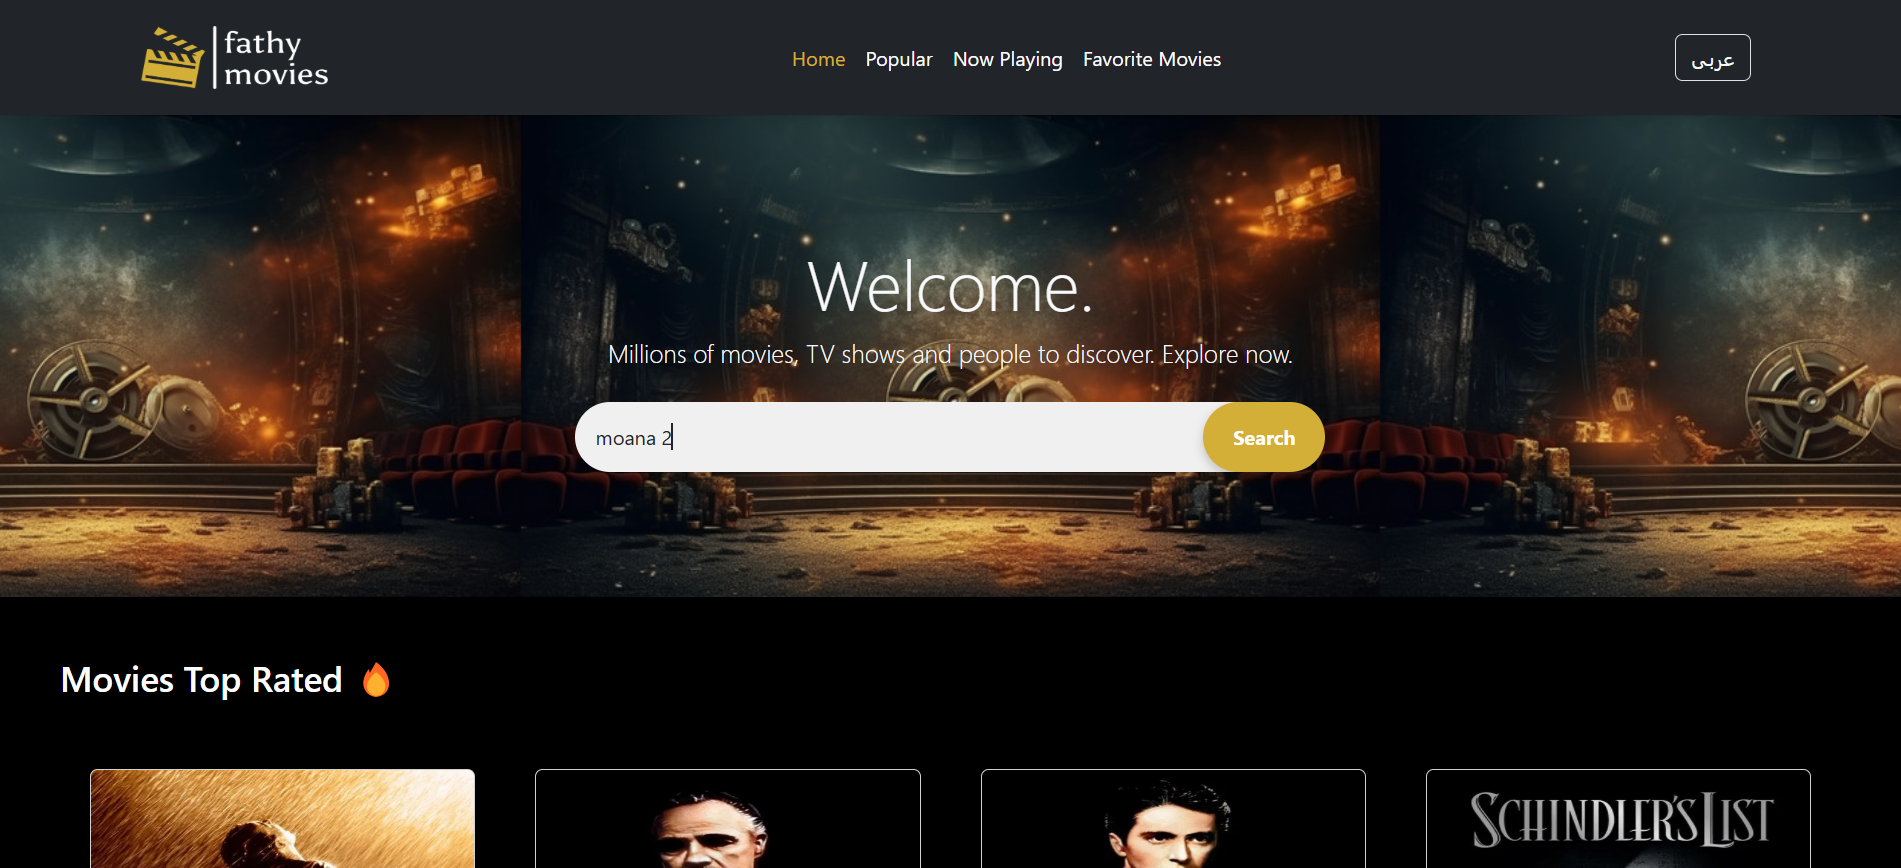 fathy
movies
Home Popular Now Playing Favorite Movies
عربى
Welcome.
Millions of movies, TV shows and people to discover. Explore now.
moana 2
Search
Movies Top Rated 🔥
SCHINDLER'S LIST